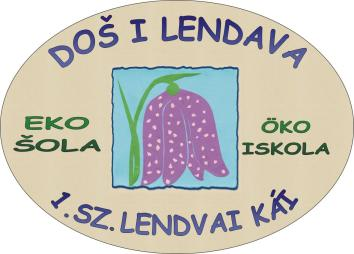 DOŠ I LENDAVA
EKO
ŠOLA
ÖKO
ISKOLA
1. SZ. LENDVAI KÁI